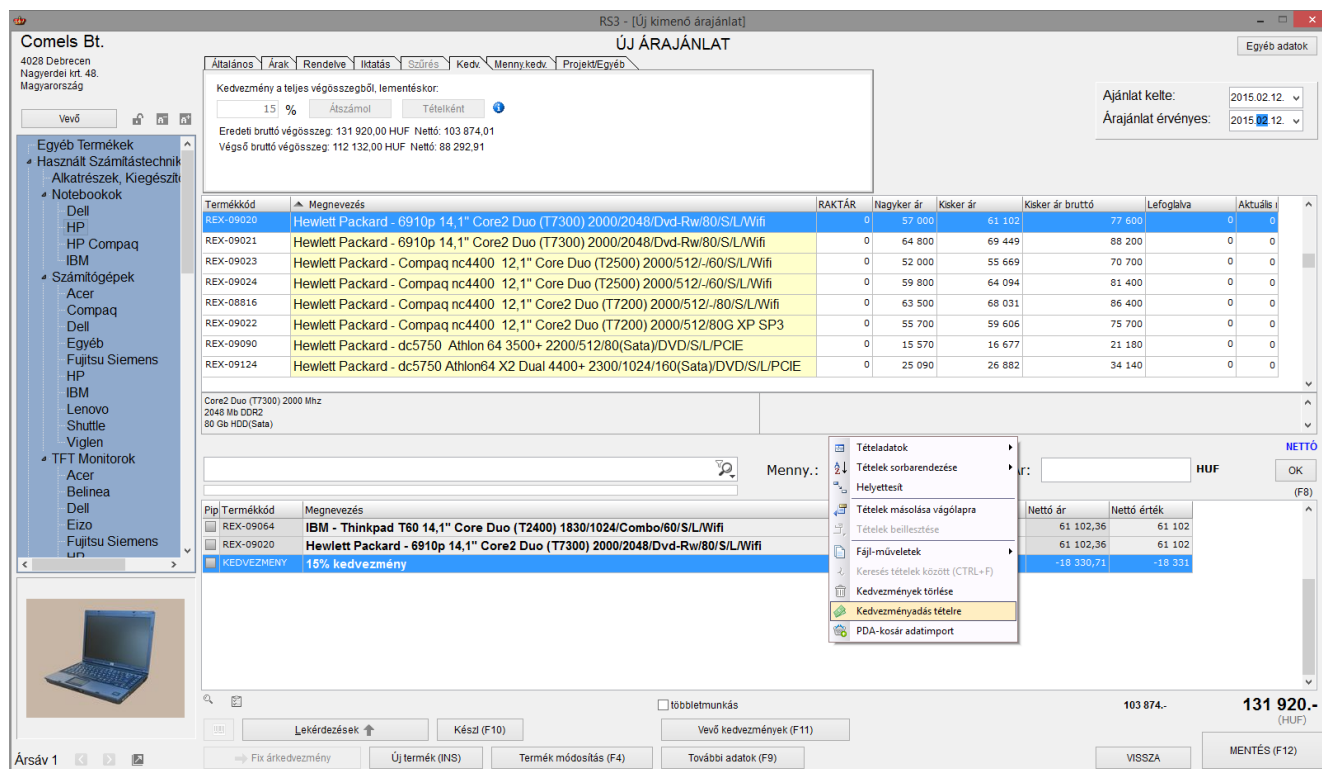 RS3 - [Új kimenő árajánlat]
Comels Bt.
4028 Debrecen
Nagyerdei krt. 48.
Magyarország
ÚJ ÁRAJÁNLAT
Egyéb adatok
Általános Árak Rendelve Iktatás Szűrés Kedv. Menny.kedv. Projekt/Egyéb
Kedvezmény a teljes végösszegből, lementéskor:
15 % Átszámol Tételként
Eredeti bruttó végösszeg: 131 920,00 HUF Nettó: 103 874,01
Végső bruttó végösszeg: 112 132,00 HUF Nettó: 88 292,91
Ajánlat kelte: 2015.02.12.
Árajánlat érvényes: 2015.02.12.
Vevő
Egyéb Termékek
Használt Számítástechnik
Alkatrészek, Kiegészítő
Notebookok
Dell
HP
HP Compaq
IBM
Számítógépek
Acer
Compaq
Dell
Egyéb
Fujitsu Siemens
HP
IBM
Lenovo
Shuttle
Viglen
TFT Monitorok
Acer
Belinea
Dell
Eizo
Fujitsu Siemens
HP
Termékkód Megnevezés RAKTÁR Nagyker ár Kisker ár Kisker ár bruttó Lefoglalva Aktuális r
REX-09020 Hewlett Packard - 6910p 14,1" Core2 Duo (T7300) 2000/2048/Dvd-Rw/80/S/L/Wifi 0 57 000 61 102 77 600 0 0
REX-09021 Hewlett Packard - 6910p 14,1" Core2 Duo (T7300) 2000/2048/Dvd-Rw/80/S/L/Wifi 0 64 800 69 449 88 200 0 0
REX-09023 Hewlett Packard - Compaq nc4400 12,1" Core Duo (T2500) 2000/512/-/60/S/L/Wifi 0 52 000 55 669 70 700 0 0
REX-09024 Hewlett Packard - Compaq nc4400 12,1" Core Duo (T2500) 2000/512/-/60/S/L/Wifi 0 59 800 64 094 81 400 0 0
REX-08816 Hewlett Packard - Compaq nc4400 12,1" Core2 Duo (T7200) 2000/512/-/80/S/L/Wifi 0 63 500 68 031 86 400 0 0
REX-09022 Hewlett Packard - Compaq nc4400 12,1" Core2 Duo (T7200) 2000/512/80G XP SP3 0 55 700 59 606 75 700 0 0
REX-09090 Hewlett Packard - dc5750 Athlon 64 3500+ 2200/512/80(Sata)/DVD/S/L/PCIE 0 15 570 16 677 21 180 0 0
REX-09124 Hewlett Packard - dc5750 Athlon64 X2 Dual 4400+ 2300/1024/160(Sata)/DVD/S/L/PCIE 0 25 090 26 882 34 140 0 0
Core2 Duo (T7300) 2000 Mhz
2048 Mb DDR2
80 Gb HDD(Sata)
NETTÓ
Menny.: HUF OK
(F8)
Tételadatok
Tételek sorbarendezése
Helyettesít
Tételek másolása vágólapra
Tételek beillesztése
Fájl-műveletek
Keresés tételek között (CTRL+F)
Kedvezmények törlése
Kedvezményadás tételre
PDA-kosár adatimport
Pip Termékkód Megnevezés Nettó ár Nettó érték
REX-09064 IBM - Thinkpad T60 14,1" Core Duo (T2400) 1830/1024/Combo/60/S/L/Wifi 61 102,36 61 102
REX-09020 Hewlett Packard - 6910p 14,1" Core2 Duo (T7300) 2000/2048/Dvd-Rw/80/S/L/Wifi 61 102,36 61 102
KEDVEZMENY 15% kedvezmény -18 330,71 -18 331
többletmunkás 103 874.- 131 920.-
(HUF)
Lekérdezések Készl (F10) Vevő kedvezmények (F11)
Ársáv 1 Fix árkedvezmény Új termék (INS) Termék módosítás (F4) További adatok (F9) VISSZA MENTÉS (F12)